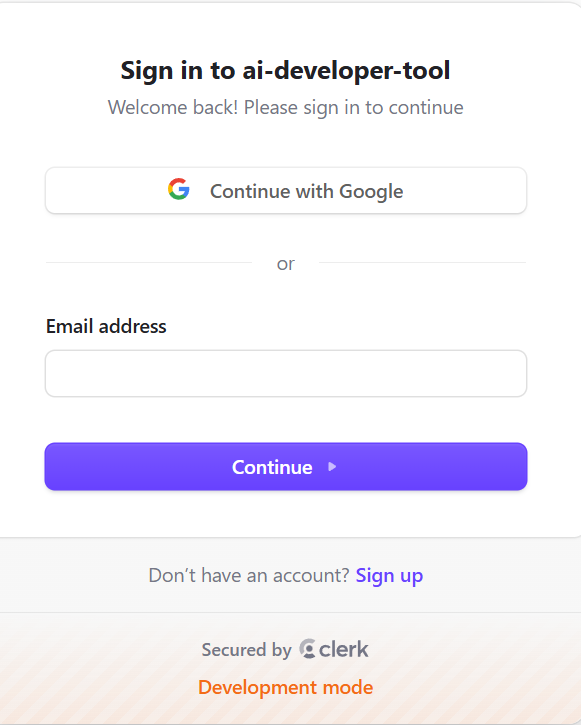 Sign in to ai-developer-tool
Welcome back! Please sign in to continue
Continue with Google
or
Email address
Continue
Don’t have an account? Sign up
Secured by clerk
Development mode